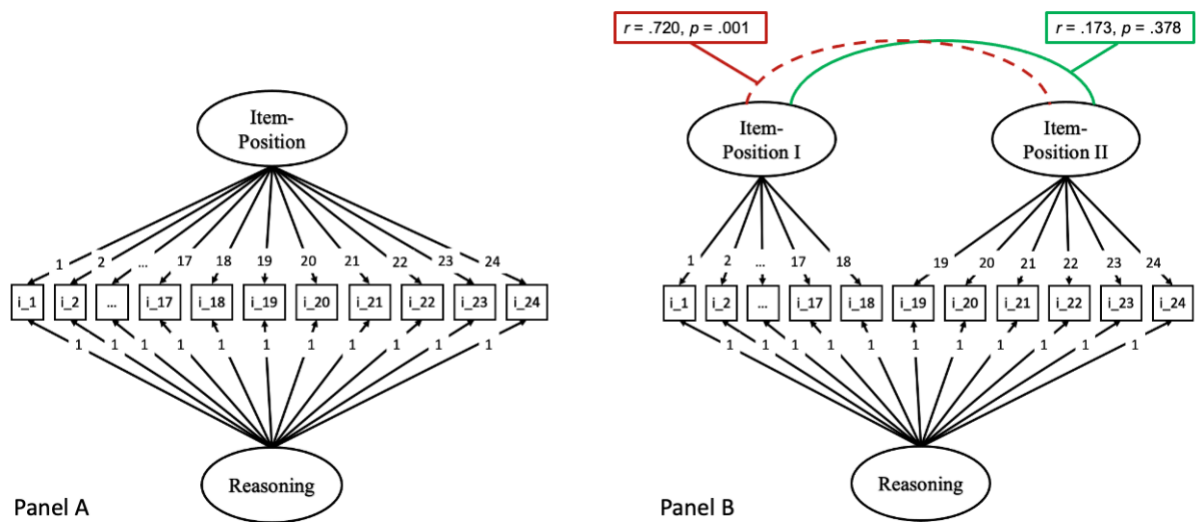 Item-
Position
1 2 ... 17 18 19 20 21 22 23 24
i_1 i_2 ... i_17 i_18 i_19 i_20 i_21 i_22 i_23 i_24
1 1 1 1 1 1 1 1 1 1 1
Reasoning
Panel A
r = .720, p = .001
r = .173, p = .378
Item-
Position I
Item-
Position II
1 2 ... 17 18 19 20 21 22 23 24
i_1 i_2 ... i_17 i_18 i_19 i_20 i_21 i_22 i_23 i_24
1 1 1 1 1 1 1 1 1 1 1
Reasoning
Panel B